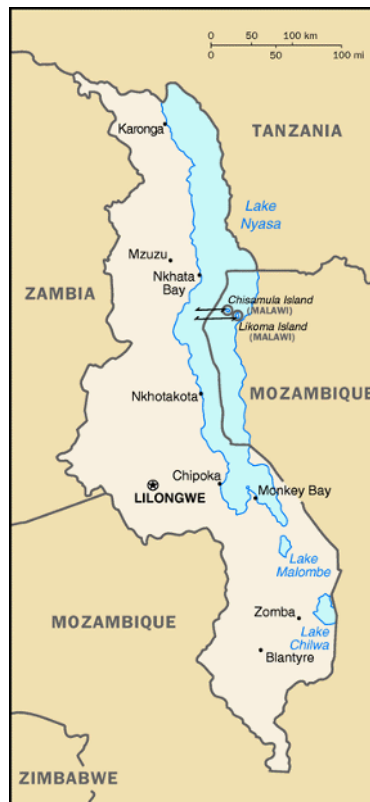 0 50 100 km
0 50 100 mi
Karonga
TANZANIA
Lake
Nyasa
Mzuzu
Nkhata
Bay
ZAMBIA
Chisamula Island
(MALAWI)
Likoma Island
(MALAWI)
Nkhotakota
MOZAMBIQUE
Chipoka
LILONGWE
Monkey Bay
Lake
Malombe
Zomba
MOZAMBIQUE
Lake
Chilwa
Blantyre
ZIMBABWE